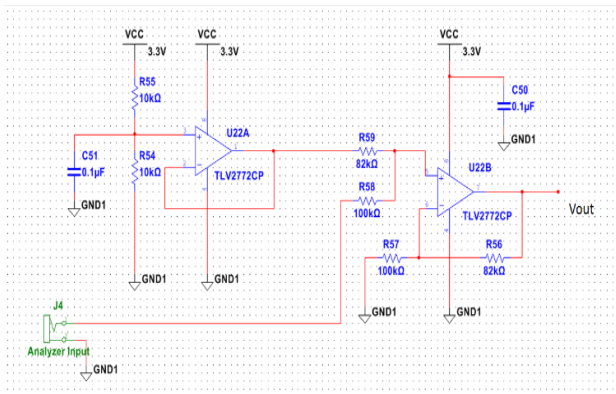 VCC
3.3V
VCC
3.3V
VCC
3.3V
R55
10kΩ
C50
0.1µF
GND1
U22A
TLV2772CP
C51
0.1µF
GND1
R54
10kΩ
R59
82kΩ
R58
100kΩ
U22B
TLV2772CP
Vout
R57
100kΩ
R56
82kΩ
GND1
GND1
GND1
GND1
J4
Analyzer Input
GND1